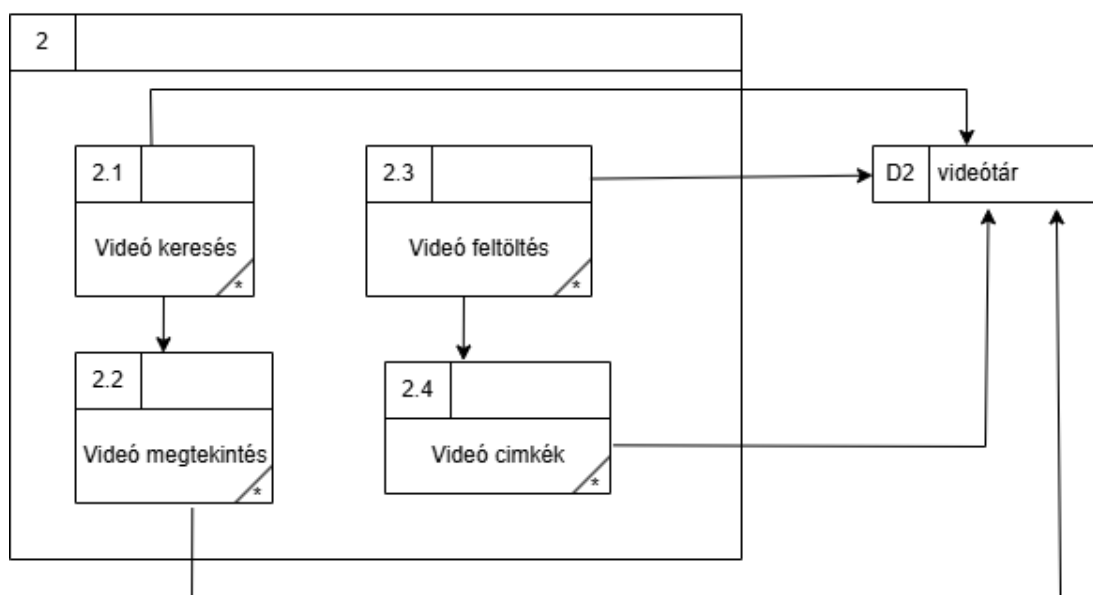 2
2.1
Videó keresés
*
2.3
Videó feltöltés
*
D2
videótár
2.2
Videó megtekintés
*
2.4
Videó cimkék
*